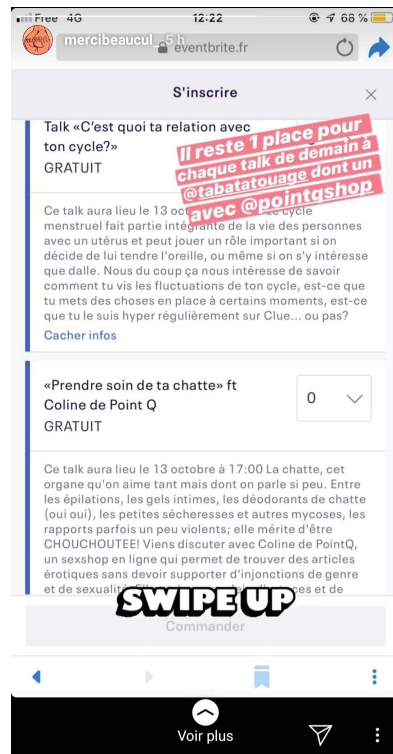 Free 4G 12:22 68 %
mercibeaucul_ 5 h
eventbrite.fr
S'inscrire
Talk «C'est quoi ta relation avec
ton cycle?»
GRATUIT
Il reste 1 place pour
chaque talk de demain à
@tabatatouage dont un
avec @pointqshop
Ce talk aura lieu le 13 cycle
menstruel fait partie intégrante de la vie des personnes
avec un utérus et peut jouer un rôle important si on
décide de lui tendre l'oreille, ou même si on s'y intéresse
que dalle. Nous du coup ça nous intéresse de savoir
comment tu vis les fluctuations de ton cycle, est-ce que
tu mets des choses en place à certains moments, est-ce
que tu le suis hyper régulièrement sur Clue... ou pas?
Cacher infos
«Prendre soin de ta chatte» ft
Coline de Point Q
GRATUIT
0
Ce talk aura lieu le 13 octobre à 17:00 La chatte, cet
organe qu'on aime tant mais dont on parle si peu. Entre
les épilations, les gels intimes, les déodorants de chatte
(oui oui), les petites sécheresses et autres mycoses, les
rapports parfois un peu violents; elle mérite d'être
CHOUCHOUTEE! Viens discuter avec Coline de PointQ,
un sexshop en ligne qui permet de trouver des articles
érotiques sans devoir supporter d'injonctions de genre
et de
SWIPE UP
Commander
Voir plus